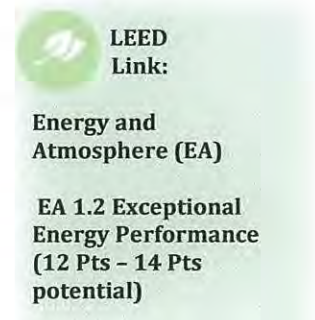 LEED
Link:
Energy and
Atmosphere (EA)
EA 1.2 Exceptional
Energy Performance
(12 Pts – 14 Pts
potential)